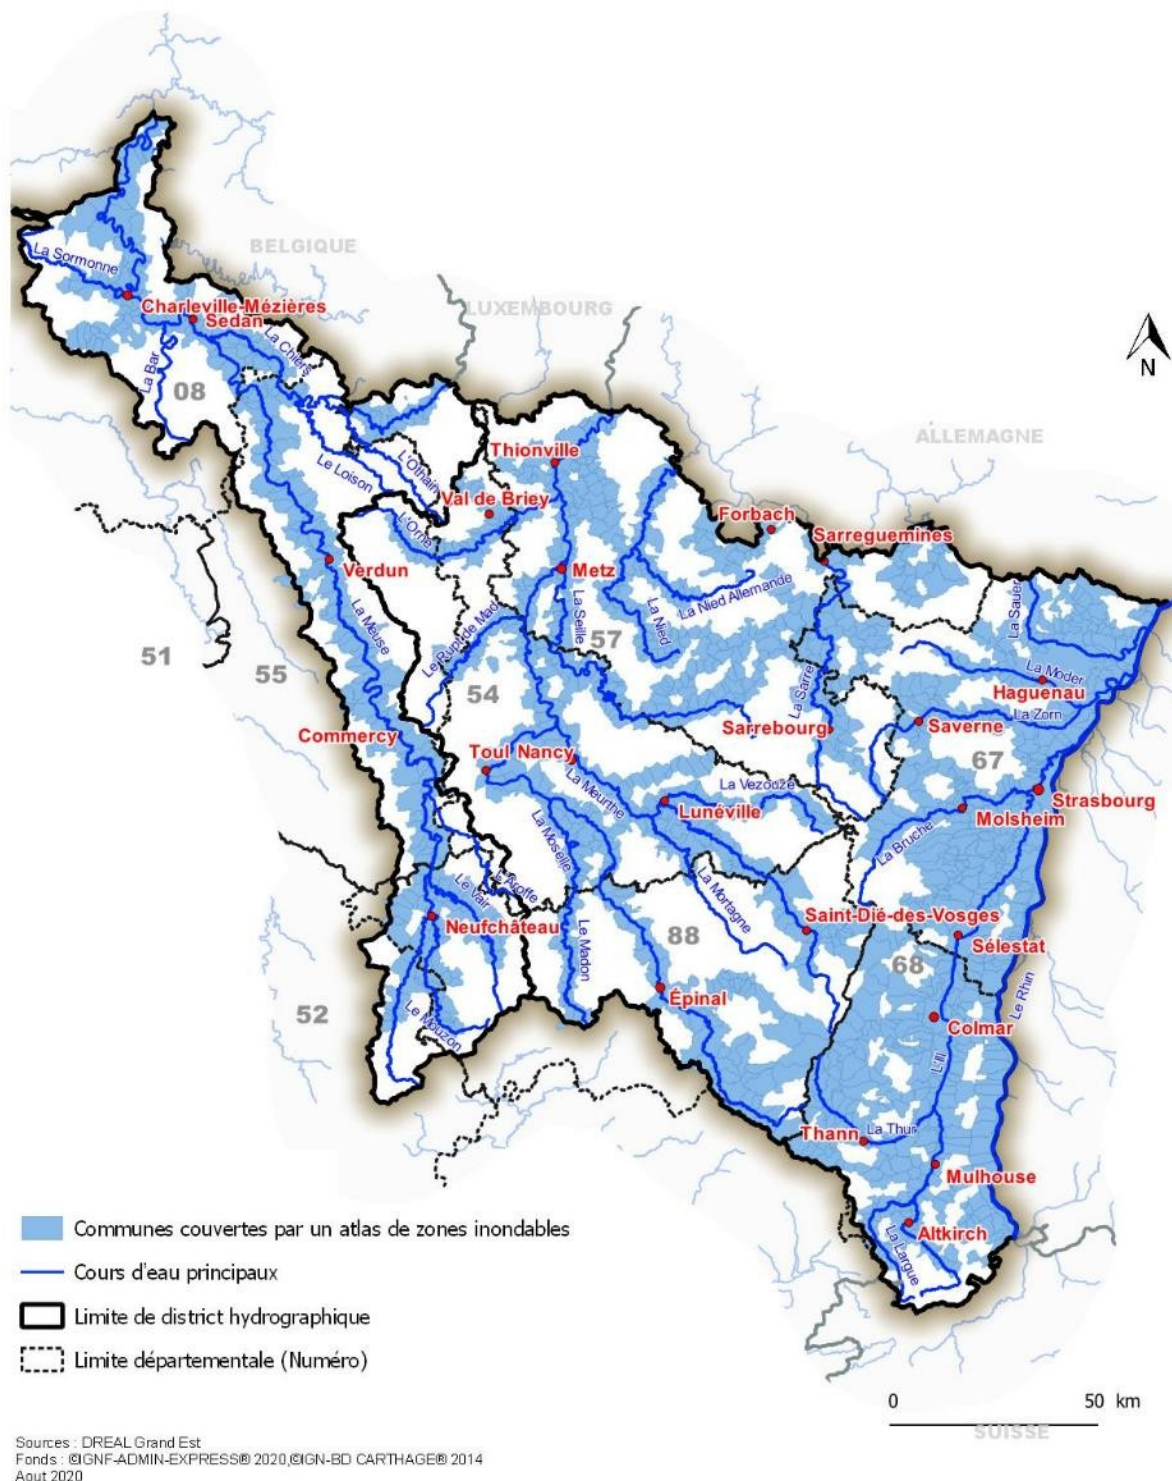 BELGIQUE
La Sormonne
LUXEMBOURG
Charleville-Mézières
Sedan
La Chiers
La Bar
08
N
ALLEMAGNE
Thionville
L'Othain
Le Loison
Val de Briey
Forbach
L'Orne
Sarreguemines
Verdun
Metz
La Nied Allemande
La Sauer
La Meuse
La Seille
La Nied
Le Rupt de Mad
57
51
55
54
La Sarre
La Moder
Haguenau
La Zorn
Commercy
Sarrebourg
Saverne
Toul
Nancy
67
La Meurthe
La Vezouze
Lunéville
Strasbourg
Molsheim
La Moselle
La Bruche
L'Aroffe
Le Vair
La Mortagne
Neufchâteau
Saint-Dié-des-Vosges
Le Madon
88
Sélestat
68
Le Rhin
Épinal
52
Colmar
Le Mouzon
L'Ill
Thann
La Thur
Mulhouse
Altkirch
La Largue
Communes couvertes par un atlas de zones inondables
Cours d'eau principaux
Limite de district hydrographique
Limite départementale (Numéro)
0 50 km
SUISSE
Sources : DREAL Grand Est
Fonds : ©IGNF-ADMIN-EXPRESS® 2020,©IGN-BD CARTHAGE® 2014
Aout 2020